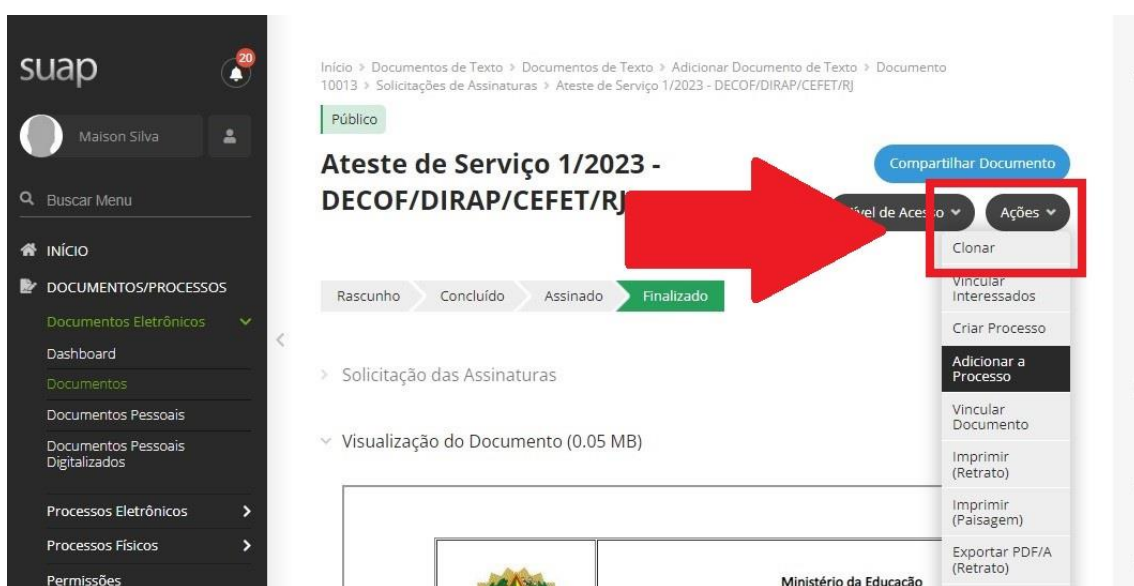 suap
20
Maison Silva
Buscar Menu
INÍCIO
DOCUMENTOS/PROCESSOS
Documentos Eletrônicos
Dashboard
Documentos
Documentos Pessoais
Documentos Pessoais
Digitalizados
Processos Eletrônicos
Processos Físicos
Permissões
Início > Documentos de Texto > Documentos de Texto > Adicionar Documento de Texto > Documento
10013 > Solicitações de Assinaturas > Ateste de Serviço 1/2023 - DECOF/DIRAP/CEFET/RJ
Público
Ateste de Serviço 1/2023 -
DECOF/DIRAP/CEFET/RJ
Compartilhar Documento
de Acesso
Ações
Clonar
Vincular
Interessados
Criar Processo
Adicionar a
Processo
Vincular
Documento
Imprimir
(Retrato)
Imprimir
(Paisagem)
Exportar PDF/A
(Retrato)
Rascunho
Concluído
Assinado
Finalizado
Solicitação das Assinaturas
Visualização do Documento (0.05 MB)
Ministério da Educação